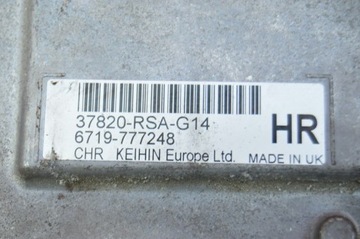 37820-RSA-G14
6719-777248
HR
CHR KEIHIN Europe Ltd. MADE IN UK